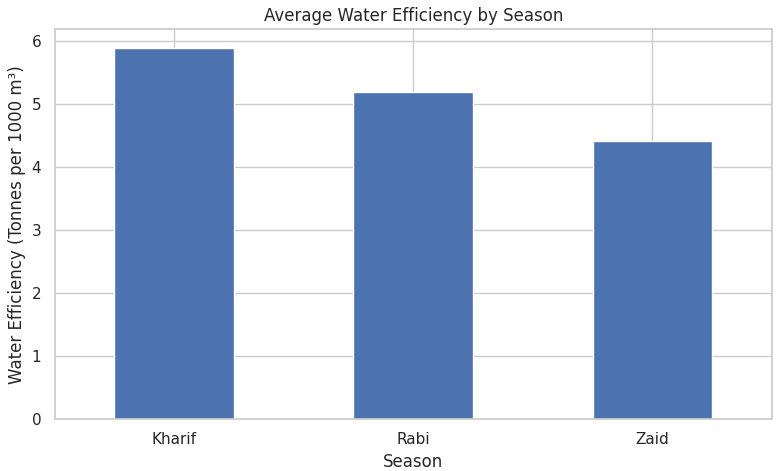 Average Water Efficiency by Season
Water Efficiency (Tonnes per 1000 m³)
6
5
4
3
2
1
0
Kharif
Rabi
Zaid
Season